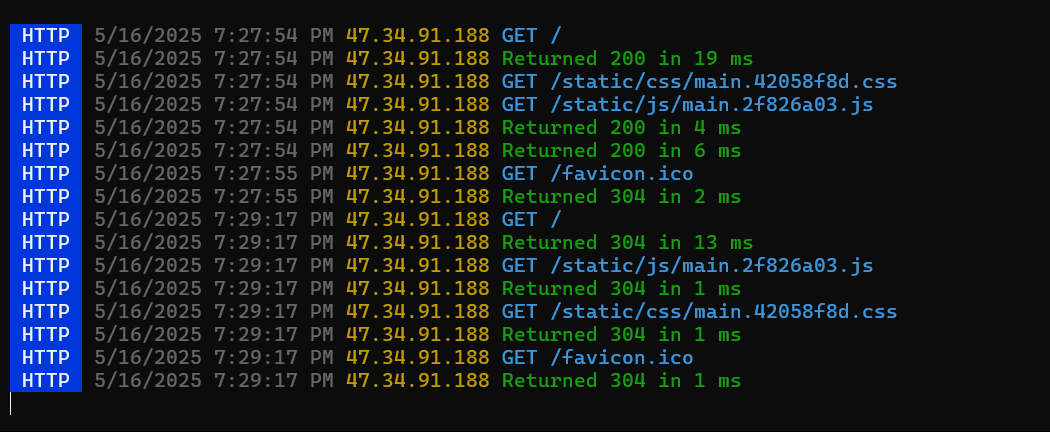 HTTP 5/16/2025 7:27:54 PM 47.34.91.188 GET /
HTTP 5/16/2025 7:27:54 PM 47.34.91.188 Returned 200 in 19 ms
HTTP 5/16/2025 7:27:54 PM 47.34.91.188 GET /static/css/main.42058f8d.css
HTTP 5/16/2025 7:27:54 PM 47.34.91.188 GET /static/js/main.2f826a03.js
HTTP 5/16/2025 7:27:54 PM 47.34.91.188 Returned 200 in 4 ms
HTTP 5/16/2025 7:27:54 PM 47.34.91.188 Returned 200 in 6 ms
HTTP 5/16/2025 7:27:55 PM 47.34.91.188 GET /favicon.ico
HTTP 5/16/2025 7:27:55 PM 47.34.91.188 Returned 304 in 2 ms
HTTP 5/16/2025 7:29:17 PM 47.34.91.188 GET /
HTTP 5/16/2025 7:29:17 PM 47.34.91.188 Returned 304 in 13 ms
HTTP 5/16/2025 7:29:17 PM 47.34.91.188 GET /static/js/main.2f826a03.js
HTTP 5/16/2025 7:29:17 PM 47.34.91.188 Returned 304 in 1 ms
HTTP 5/16/2025 7:29:17 PM 47.34.91.188 GET /static/css/main.42058f8d.css
HTTP 5/16/2025 7:29:17 PM 47.34.91.188 Returned 304 in 1 ms
HTTP 5/16/2025 7:29:17 PM 47.34.91.188 GET /favicon.ico
HTTP 5/16/2025 7:29:17 PM 47.34.91.188 Returned 304 in 1 ms